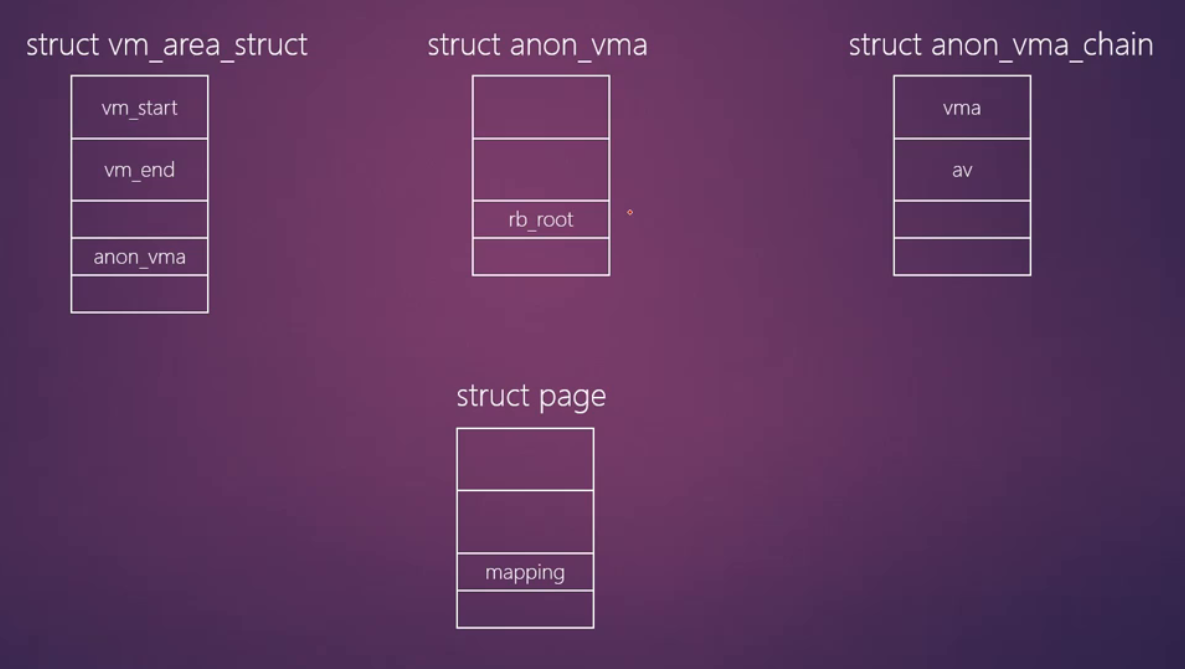 struct vm_area_struct
vm_start
vm_end
anon_vma
struct anon_vma
rb_root
struct anon_vma_chain
vma
av
struct page
mapping